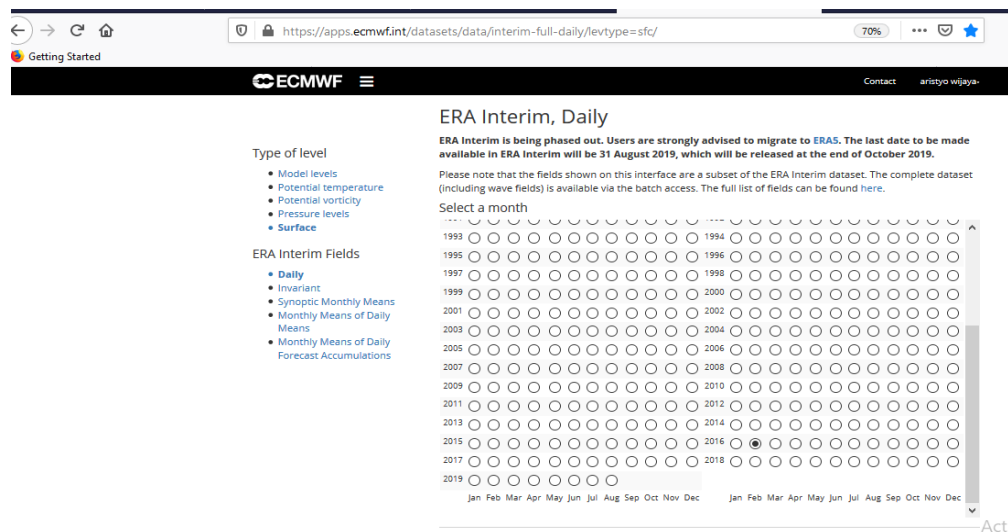 https://apps.ecmwf.int/datasets/data/interim-full-daily/levtype=sfc/
70%
Getting Started
ECMWF
Contact
aristyo wijaya
ERA Interim, Daily
ERA Interim is being phased out. Users are strongly advised to migrate to ERA5. The last date to be made
available in ERA Interim will be 31 August 2019, which will be released at the end of October 2019.
Please note that the fields shown on this interface are a subset of the ERA Interim dataset. The complete dataset
(including wave fields) is available via the batch access. The full list of fields can be found here.
Type of level
Model levels
Potential temperature
Potential vorticity
Pressure levels
Surface
ERA Interim Fields
Daily
Invariant
Synoptic Monthly Means
Monthly Means of Daily
Means
Monthly Means of Daily
Forecast Accumulations
Select a month
1993 1994
1995 1996
1997 1998
1999 2000
2001 2002
2003 2004
2005 2006
2007 2008
2009 2010
2011 2012
2013 2014
2015 2016
2017 2018
2019
Jan Feb Mar Apr May Jun Jul Aug Sep Oct Nov Dec Jan Feb Mar Apr May Jun Jul Aug Sep Oct Nov Dec
Act